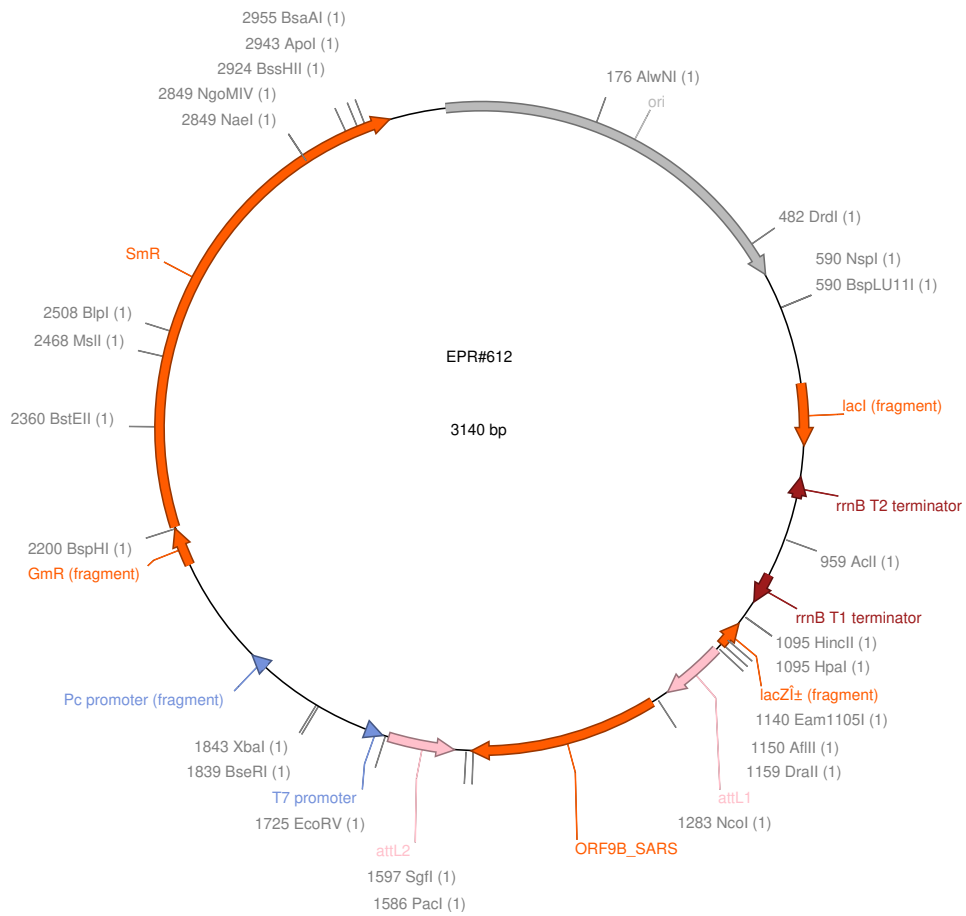 2955 BsaAI (1)
2943 ApoI (1)
2924 BssHII (1)
2849 NgoMIV (1)
2849 NaeI (1)
176 AlwNI (1)
ori
482 DrdI (1)
590 NspI (1)
590 BspLU11I (1)
SmR
2508 BlpI (1)
2468 MslI (1)
2360 BstEII (1)
EPR#612
3140 bp
lacI (fragment)
rrnB T2 terminator
959 AclI (1)
rrnB T1 terminator
1095 HincII (1)
1095 HpaI (1)
lacZÎ± (fragment)
1140 Eam1105I (1)
1150 AflIII (1)
1159 DraII (1)
attL1
1283 NcoI (1)
ORF9B_SARS
2200 BspHI (1)
GmR (fragment)
Pc promoter (fragment)
1843 XbaI (1)
1839 BseRI (1)
T7 promoter
1725 EcoRV (1)
attL2
1597 SgfI (1)
1586 PacI (1)